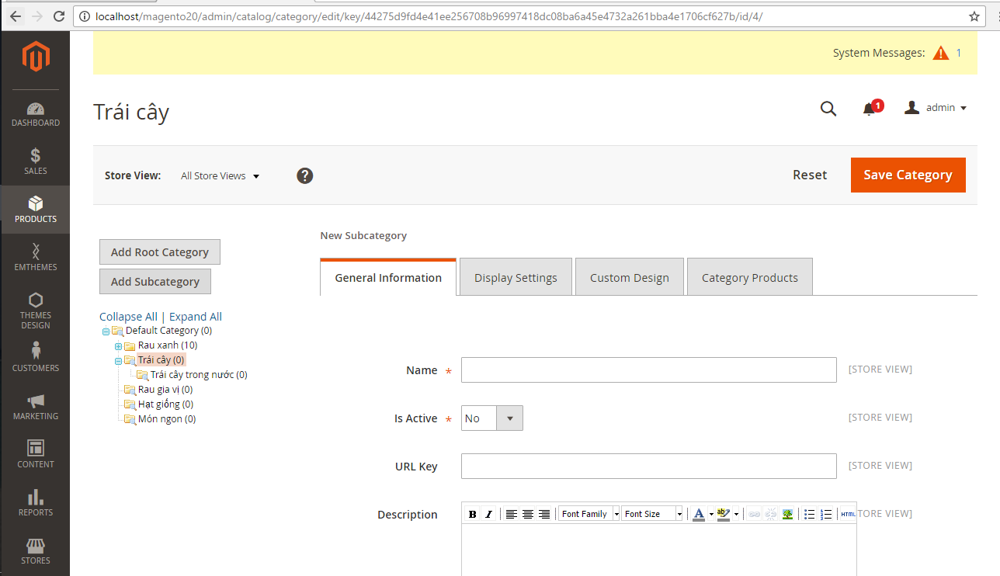 localhost/magento20/admin/catalog/category/edit/key/44275d9fd4e41ee256708b96997418dc08ba6a45e4732a261bba4e1706cf627b/id/4/
System Messages: 1
Trái cây
1
admin
Store View: All Store Views ?
Reset
Save Category
DASHBOARD
$
SALES
PRODUCTS
EMTHEMES
THEMES
DESIGN
CUSTOMERS
MARKETING
CONTENT
REPORTS
STORES
Add Root Category
Add Subcategory
Collapse All | Expand All
Default Category (0)
Rau xanh (10)
Trái cây (0)
Trái cây trong nước (0)
Rau gia vị (0)
Hạt giống (0)
Món ngon (0)
New Subcategory
General Information
Display Settings
Custom Design
Category Products
Name * [STORE VIEW]
Is Active * No [STORE VIEW]
URL Key [STORE VIEW]
Description B I Font Family Font Size A ab HTML TORE VIEW]